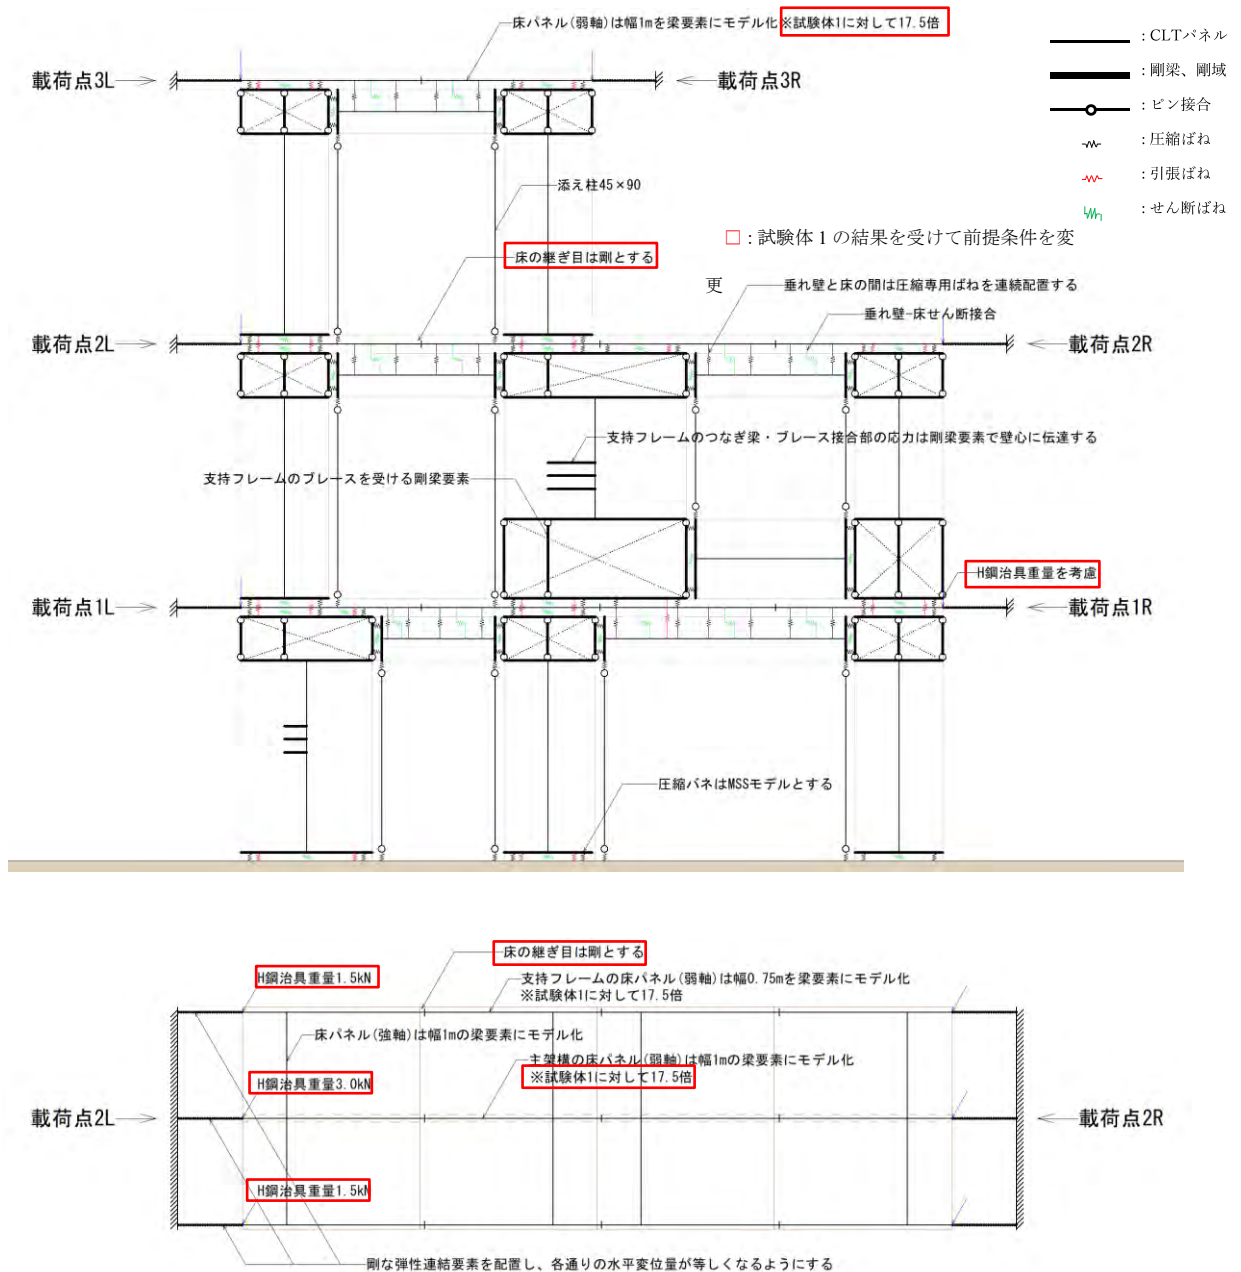 床パネル(弱軸)は幅1mを梁要素にモデル化※試験体1に対して17.5倍
: CLTパネル
載荷点3L
載荷点3R
: 剛梁、剛域
: ピン接合
: 圧縮ばね
: 引張ばね
添え柱45×90
: せん断ばね
□ : 試験体１の結果を受けて前提条件を変
更
床の継ぎ目は剛とする
垂れ壁と床の間は圧縮専用ばねを連続配置する
垂れ壁-床せん断接合
載荷点2L
載荷点2R
支持フレームのつなぎ梁・ブレース接合部の応力は剛梁要素で壁心に伝達する
支持フレームのブレースを受ける剛梁要素
H鋼治具重量を考慮
載荷点1L
載荷点1R
圧縮バネはMSSモデルとする
床の継ぎ目は剛とする
H鋼治具重量1.5kN
支持フレームの床パネル(弱軸)は幅0.75mを梁要素にモデル化
※試験体1に対して17.5倍
床パネル(強軸)は幅1mの梁要素にモデル化
主架構の床パネル(弱軸)は幅1mの梁要素にモデル化
※試験体1に対して17.5倍
H鋼治具重量3.0kN
載荷点2L
載荷点2R
H鋼治具重量1.5kN
剛な弾性連結要素を配置し、各通りの水平変位量が等しくなるようにする